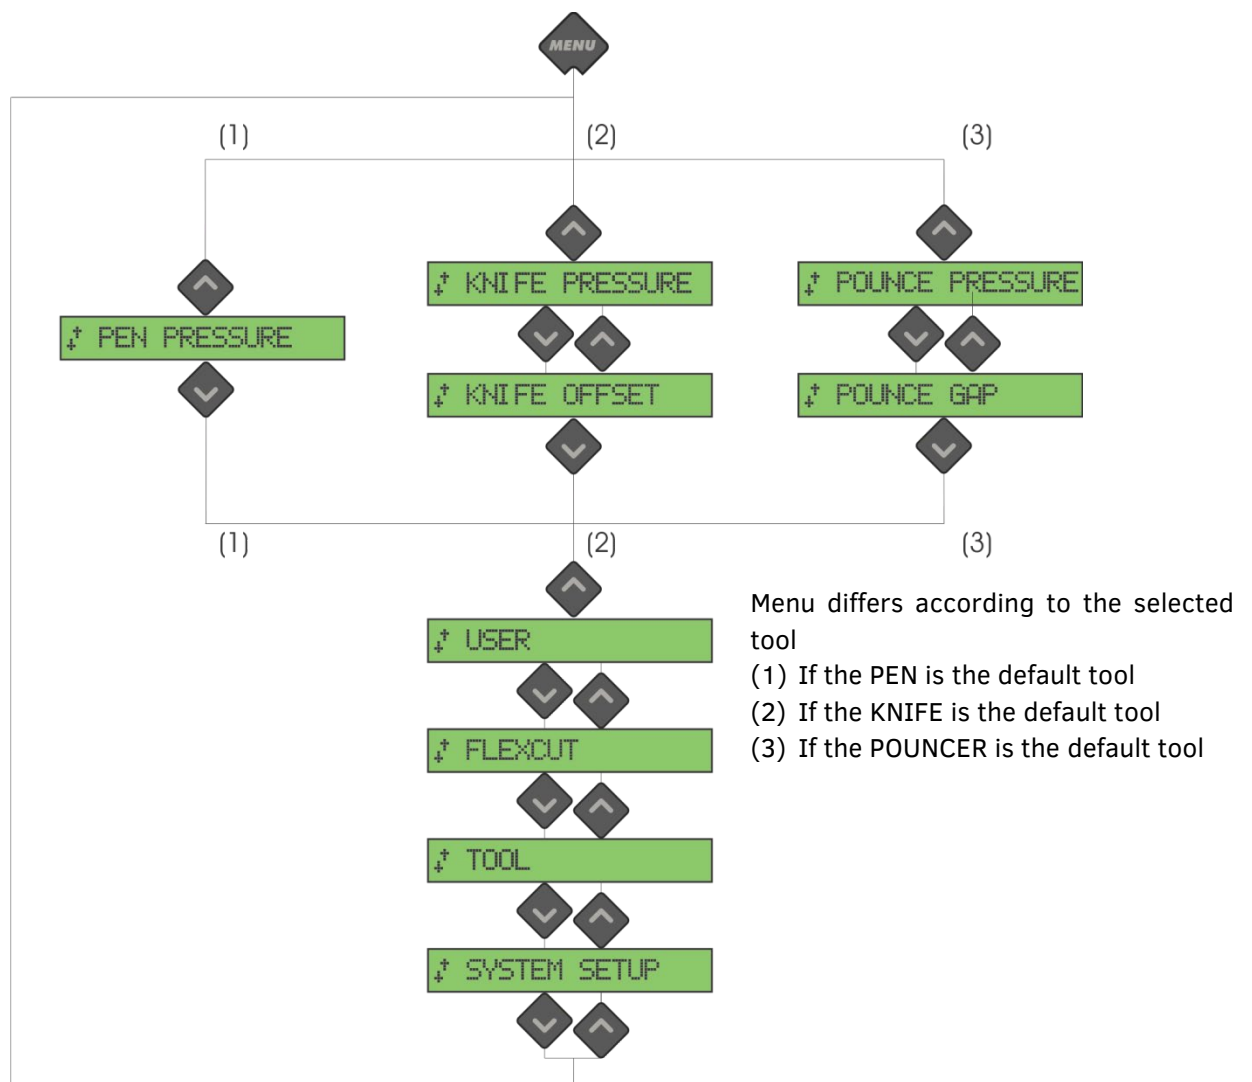 MENU
(1)
(2)
(3)
KNIFE PRESSURE
POUNCE PRESSURE
PEN PRESSURE
KNIFE OFFSET
POUNCE GAP
(1)
(2)
(3)
USER
FLEXCUT
TOOL
SYSTEM SETUP
Menu differs according to the selected
tool
(1) If the PEN is the default tool
(2) If the KNIFE is the default tool
(3) If the POUNCER is the default tool